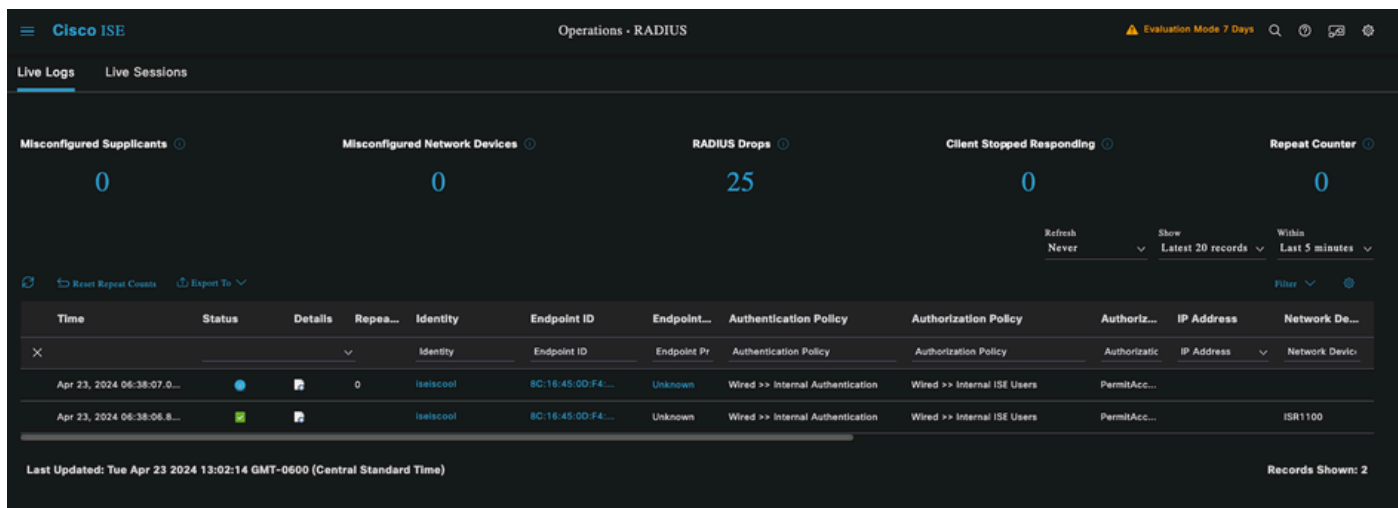 Cisco ISE Operations · RADIUS Evaluation Mode 7 Days
Live Logs Live Sessions
Misconfigured Supplicants Misconfigured Network Devices RADIUS Drops Client Stopped Responding Repeat Counter
0 0 25 0 0
Refresh Show Within
Never Latest 20 records Last 5 minutes
Reset Repeat Counts Export To Filter
Time Status Details Repea... Identity Endpoint ID Endpoint... Authentication Policy Authorization Policy Authoriz... IP Address Network De...
Identity Endpoint ID Endpoint Pr Authentication Policy Authorization Policy Authorizatic IP Address Network Device
Apr 23, 2024 06:38:07.0... 0 iseiscool 8C:16:45:0D:F4:... Unknown Wired >> Internal Authentication Wired >> Internal ISE Users PermitAcc...
Apr 23, 2024 06:38:06.8... iseiscool 8C:16:45:0D:F4:... Unknown Wired >> Internal Authentication Wired >> Internal ISE Users PermitAcc... ISR1100
Last Updated: Tue Apr 23 2024 13:02:14 GMT-0600 (Central Standard Time) Records Shown: 2